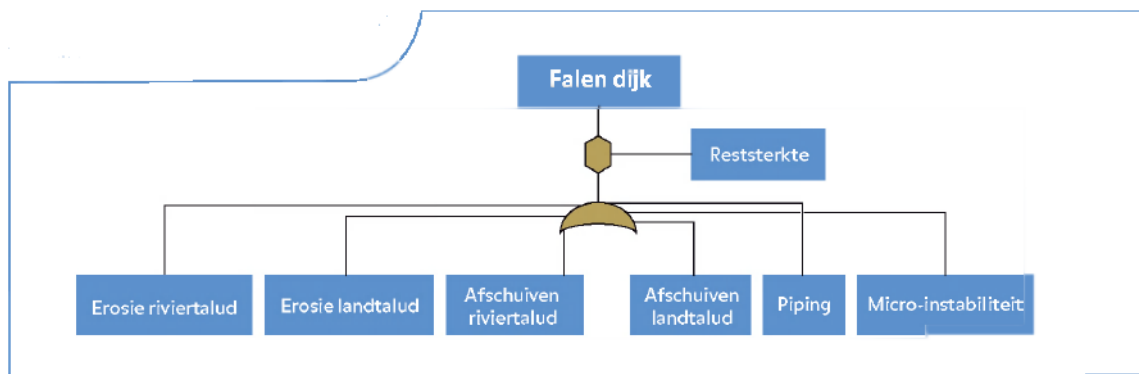 Falen dijk
Reststerkte
Erosie riviertalud
Erosie landtalud
Afschuiven
riviertalud
Afschuiven
landtalud
Piping
Micro-instabiliteit